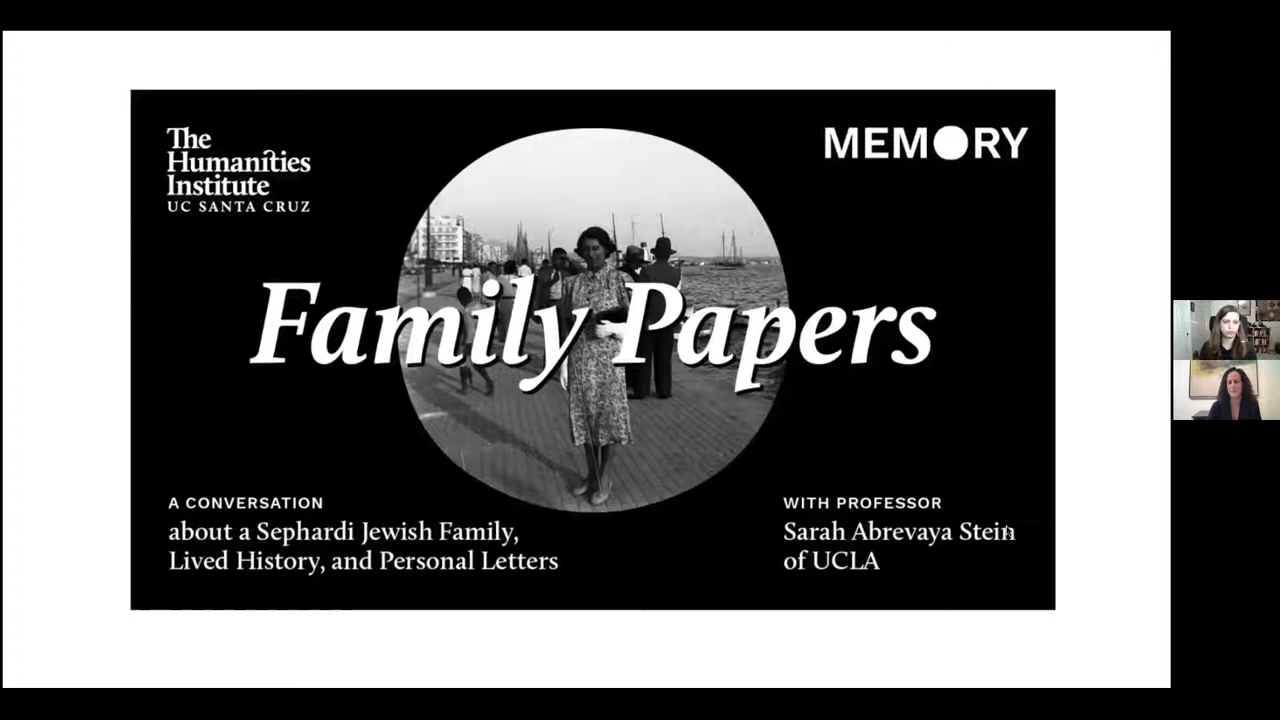 The
Humanities
Institute
UC SANTA CRUZ
MEMORY
Family Papers
A CONVERSATION
about a Sephardi Jewish Family,
Lived History, and Personal Letters
WITH PROFESSOR
Sarah Abrevaya Stein
of UCLA